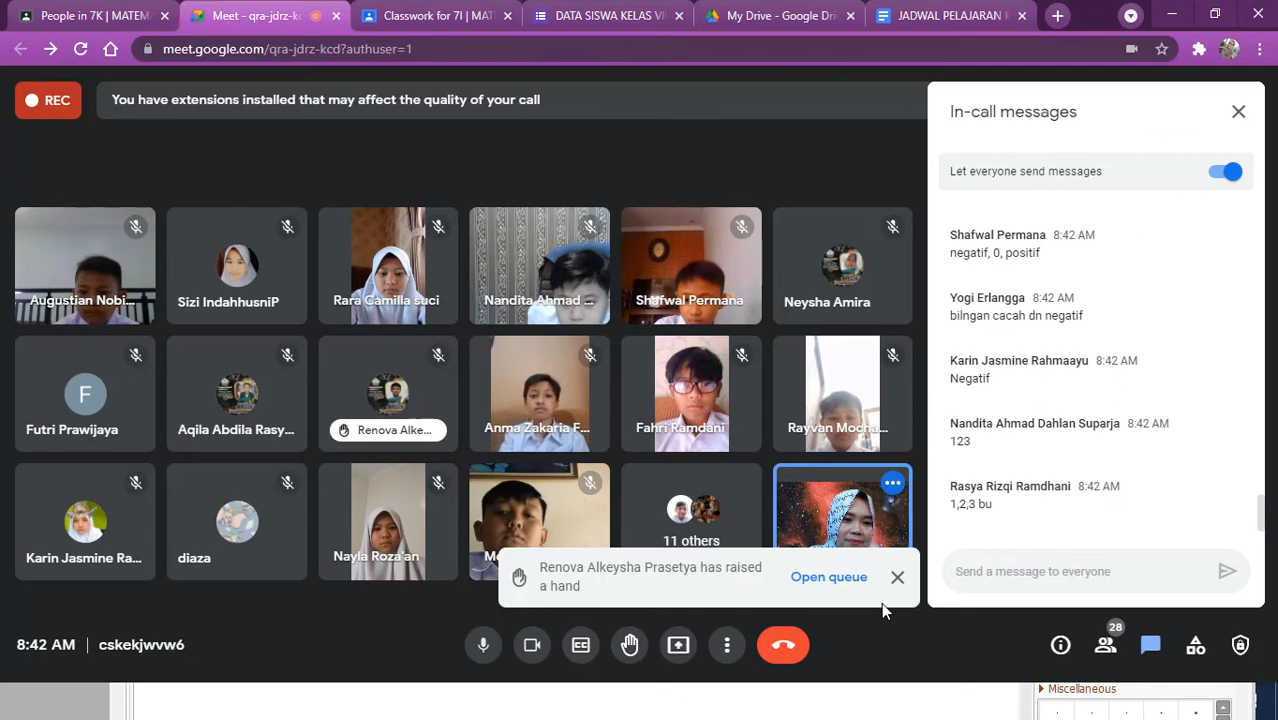 People in 7K | MATEM
Meet - qra-jdrz-kc
Classwork for 7I | MAT
DATA SISWA KELAS VI
My Drive - Google Dri
JADWAL PELAJARAN K
meet.google.com/qra-jdrz-kcd?authuser=1
REC
You have extensions installed that may affect the quality of your call
Augustian Nobi...
Sizi IndahhusniP
Rara Camilla suci
Nandita Ahmad ...
Shafwal Permana
Neysha Amira
F
Futri Prawijaya
Aqila Abdila Rasy...
Renova Alke...
Anma Zakaria F...
Fahri Ramdani
Rayvan Mocha...
Karin Jasmine Ra...
diaza
Nayla Roza'an
11 others
Renova Alkeysha Prasetya has raised
a hand
Open queue
In-call messages
Let everyone send messages
Shafwal Permana 8:42 AM
negatif, 0, positif
Yogi Erlangga 8:42 AM
bilngan cacah dn negatif
Karin Jasmine Rahmaayu 8:42 AM
Negatif
Nandita Ahmad Dahlan Suparja 8:42 AM
123
Rasya Rizqi Ramdhani 8:42 AM
1,2,3 bu
Send a message to everyone
8:42 AM | cskekjwvw6
28
Miscellaneous